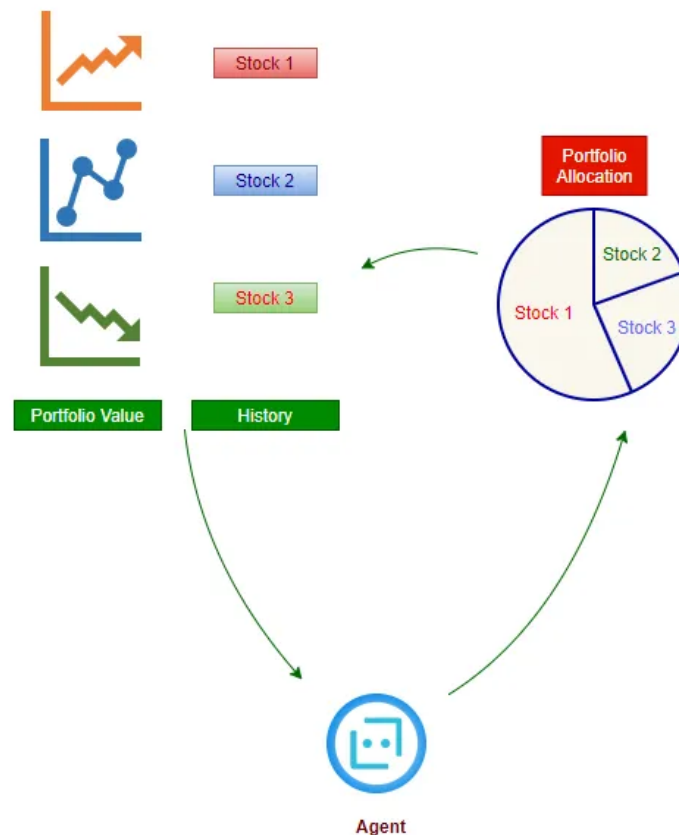 Stock 1
Stock 2
Stock 3
Portfolio Value
History
Portfolio
Allocation
Stock 2
Stock 1
Stock 3
Agent